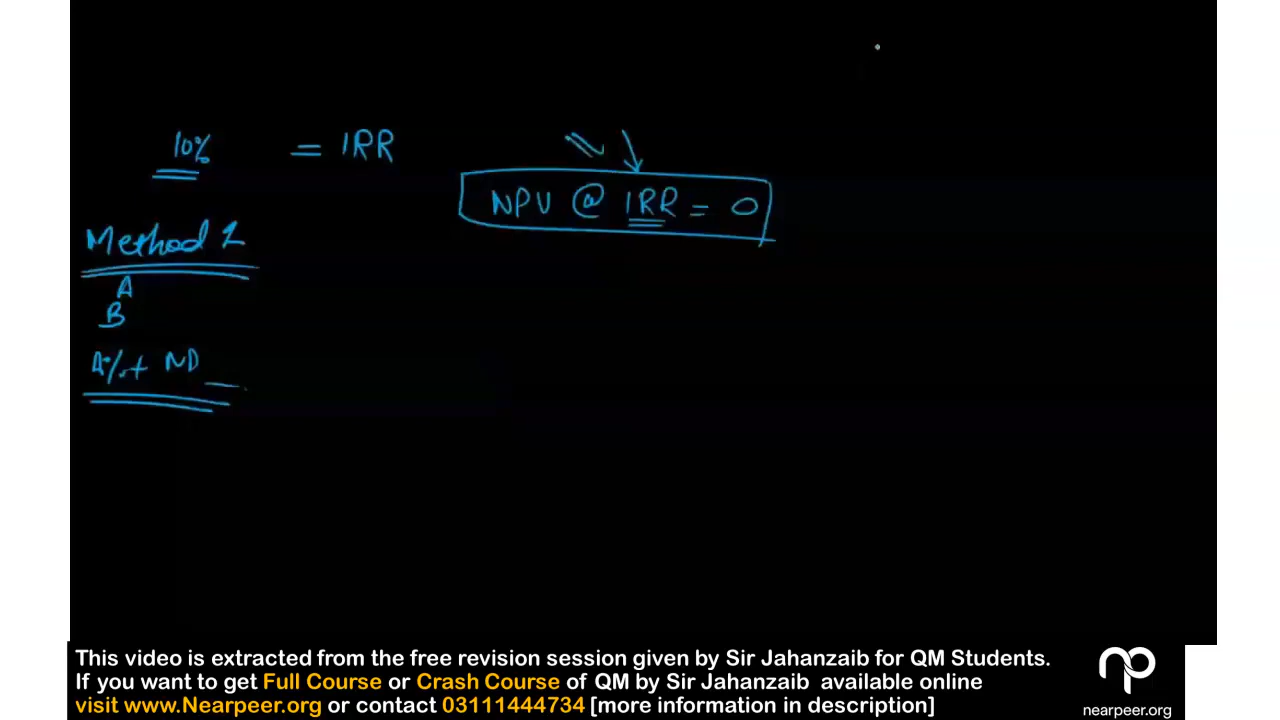 10% = IRR
NPV @ IRR = 0
Method 1
A
B
A% + ND
This video is extracted from the free revision session given by Sir Jahanzaib for QM Students.
If you want to get Full Course or Crash Course of QM by Sir Jahanzaib available online
visit www.Nearpeer.org or contact 03111444734 [more information in description]
nearpeer.org